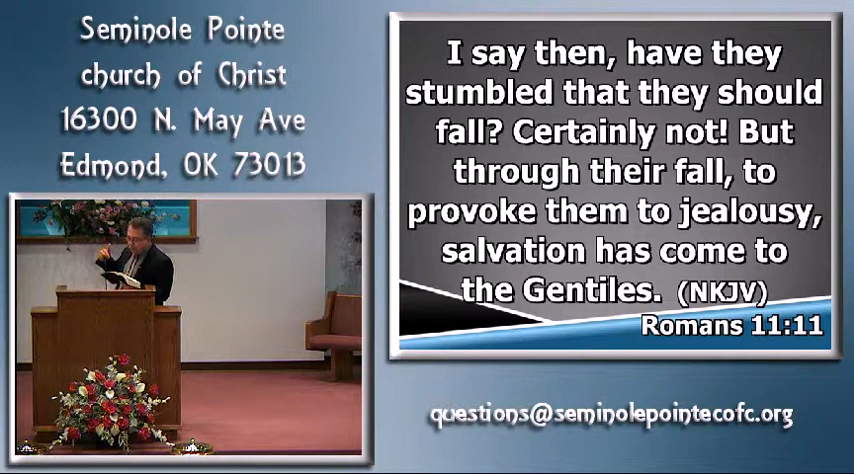 Seminole Pointe
church of Christ
16300 N. May Ave
Edmond, OK 73013
I say then, have they
stumbled that they should
fall? Certainly not! But
through their fall, to
provoke them to jealousy,
salvation has come to
the Gentiles. (NKJV)
Romans 11:11
questions@seminolepointecofc.org